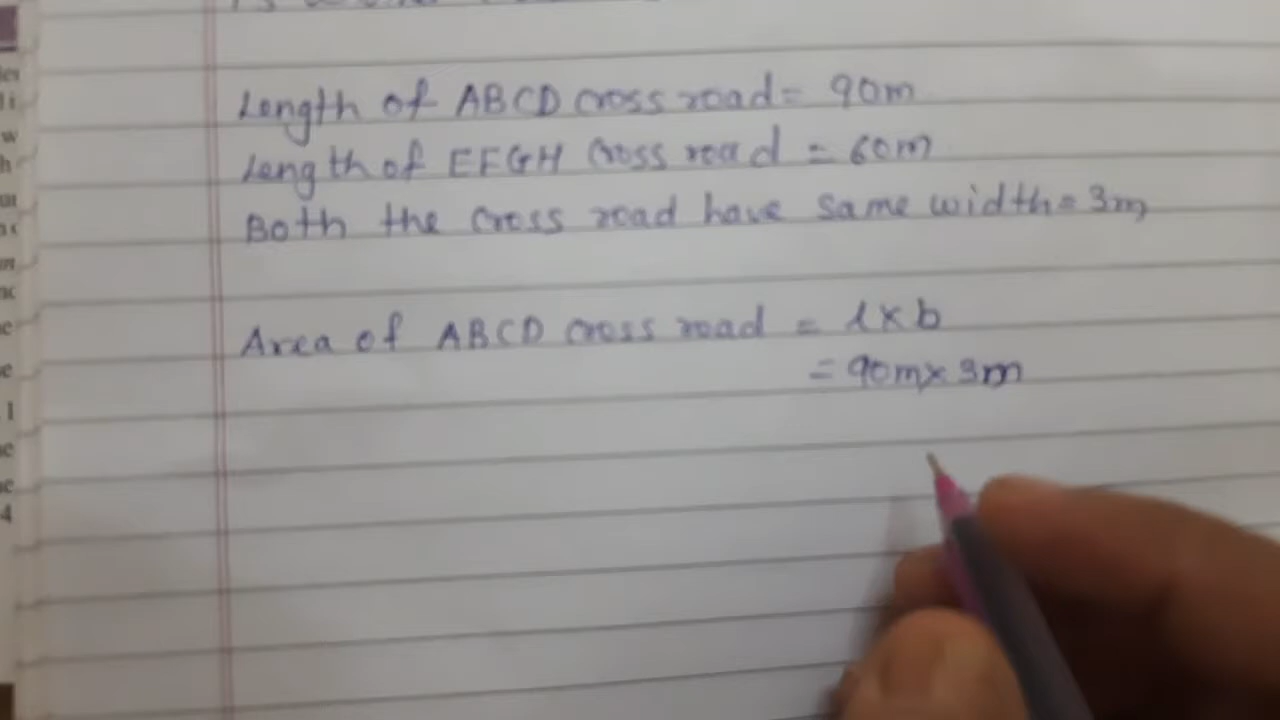 Length of ABCD cross road = 90m
Length of EFGH Cross road = 60m
Both the cross road have same width = 3m
Area of ABCD cross road = l x b
= 90m x 3m